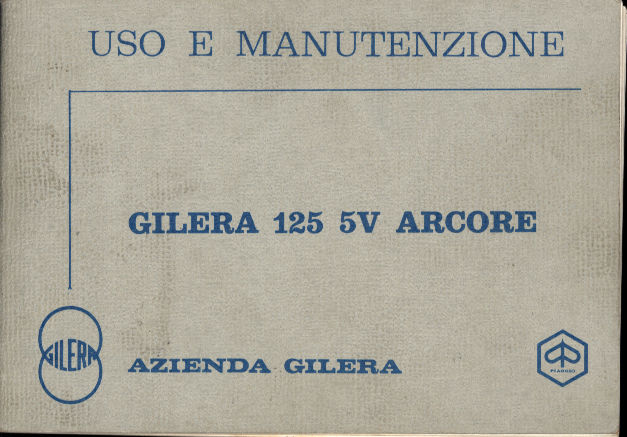 USO E MANUTENZIONE
GILERA 125 5V ARCORE
GILERA
AZIENDA GILERA
PIAGGIO